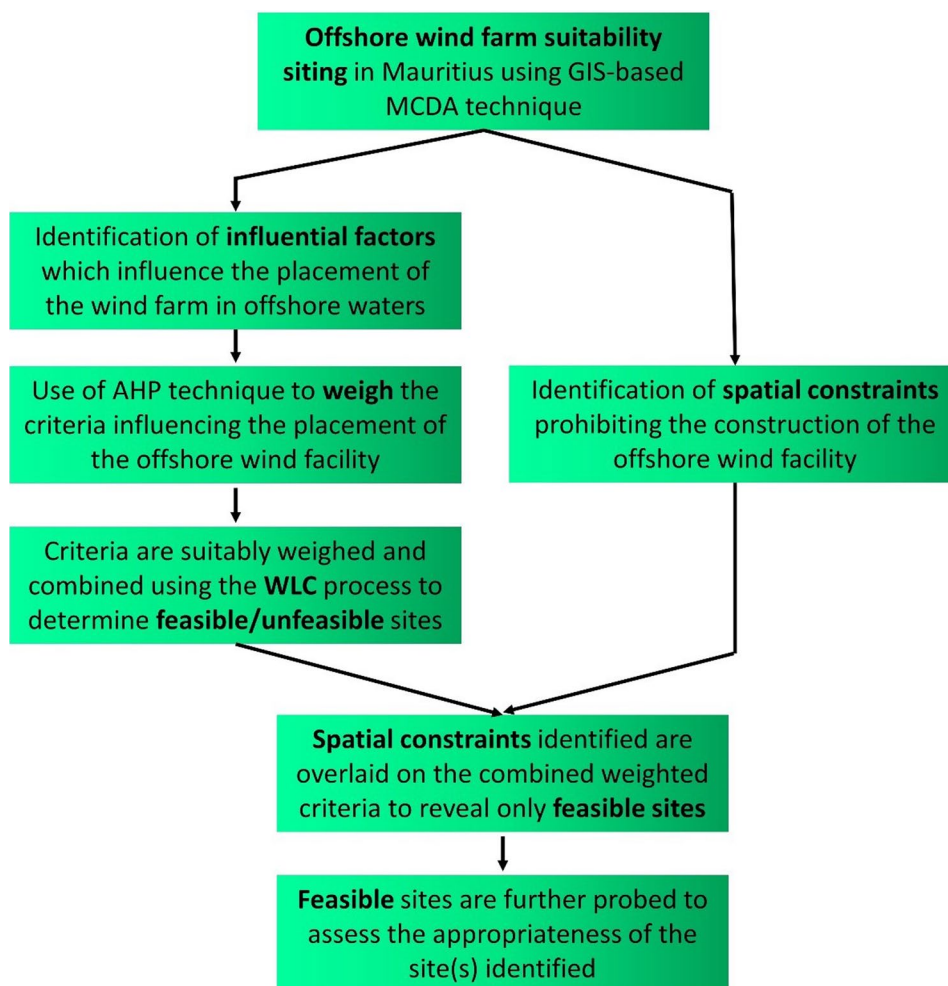 Offshore wind farm suitability
siting in Mauritius using GIS-based
MCDA technique
Identification of influential factors
which influence the placement of
the wind farm in offshore waters
Use of AHP technique to weigh the
criteria influencing the placement of
the offshore wind facility
Identification of spatial constraints
prohibiting the construction of the
offshore wind facility
Criteria are suitably weighed and
combined using the WLC process to
determine feasible/unfeasible sites
Spatial constraints identified are
overlaid on the combined weighted
criteria to reveal only feasible sites
Feasible sites are further probed to
assess the appropriateness of the
site(s) identified